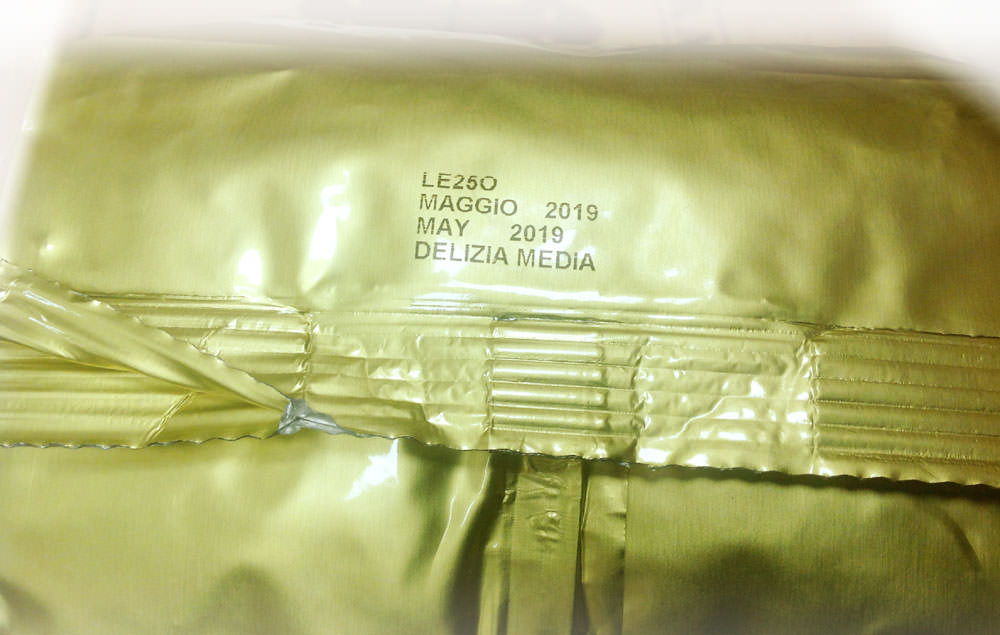 LE25O
MAGGIO 2019
MAY 2019
DELIZIA MEDIA